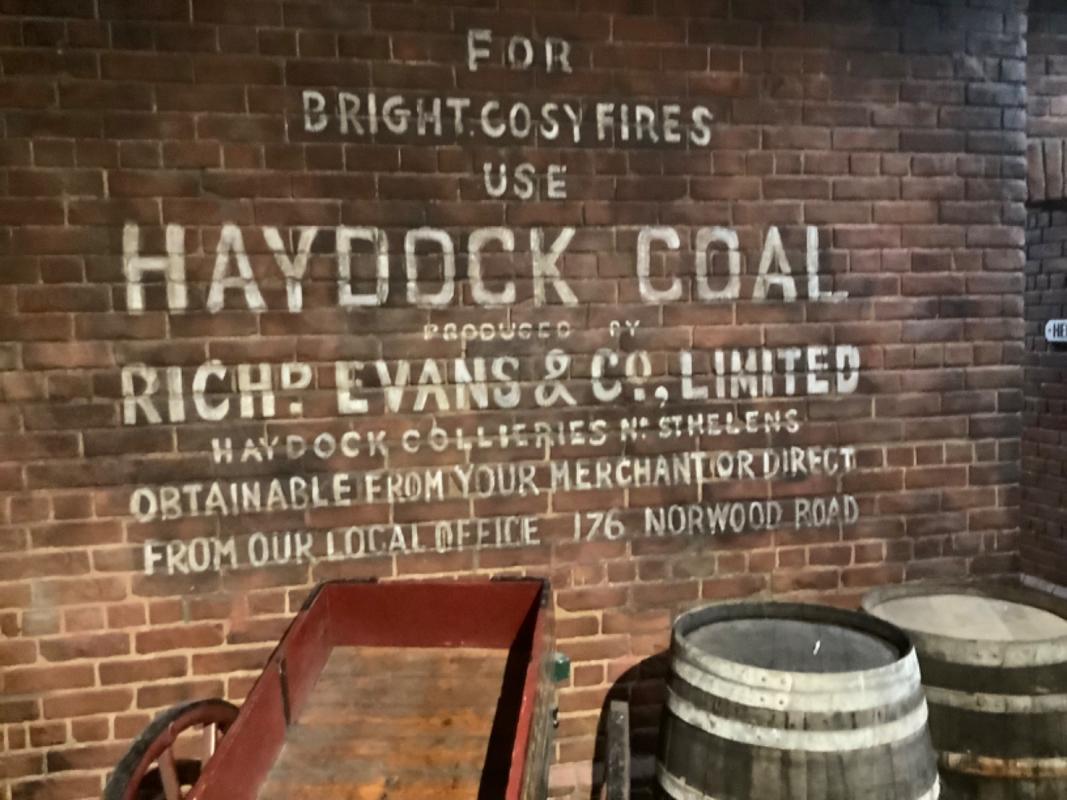 FOR
BRIGHT.COSY FIRES
USE
HAYDOCK COAL
PRODUCED BY
RICHD. EVANS & CO., LIMITED
HAYDOCK COLLIERIES NR. ST HELENS
OBTAINABLE FROM YOUR MERCHANT OR DIRECT
FROM OUR LOCAL OFFICE 176 NORWOOD ROAD